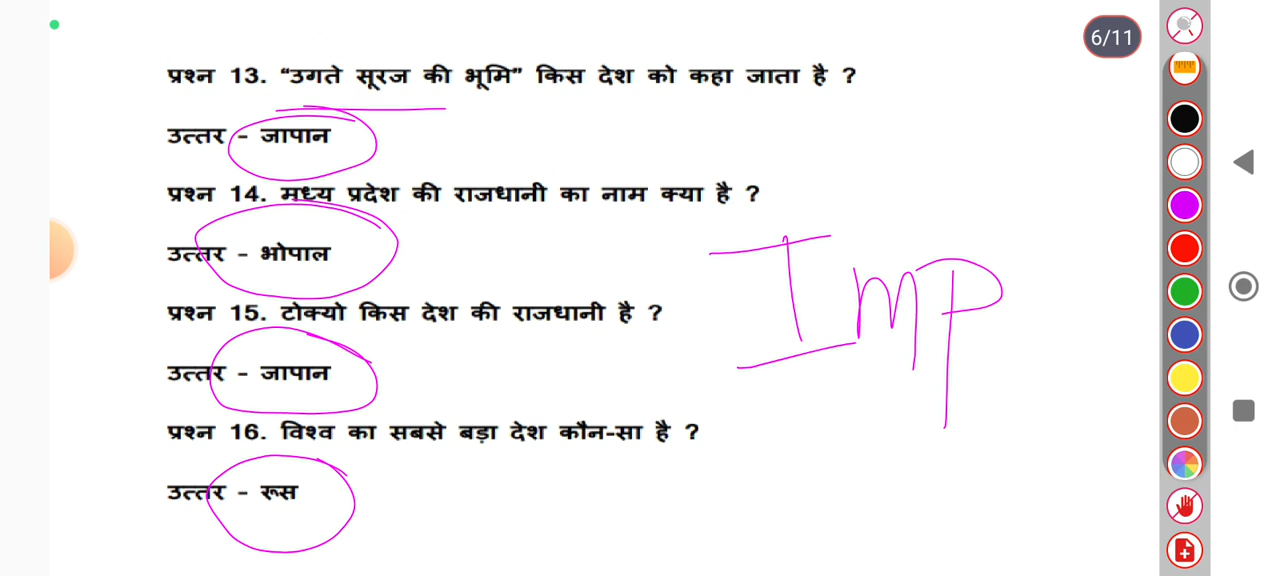 6/11
प्रश्न 13. “उगते सूरज की भूमि” किस देश को कहा जाता है ?
उत्तर - जापान
प्रश्न 14. मध्य प्रदेश की राजधानी का नाम क्या है ?
उत्तर - भोपाल
Imp
प्रश्न 15. टोक्यो किस देश की राजधानी है ?
उत्तर - जापान
प्रश्न 16. विश्व का सबसे बड़ा देश कौन-सा है ?
उत्तर - रूस